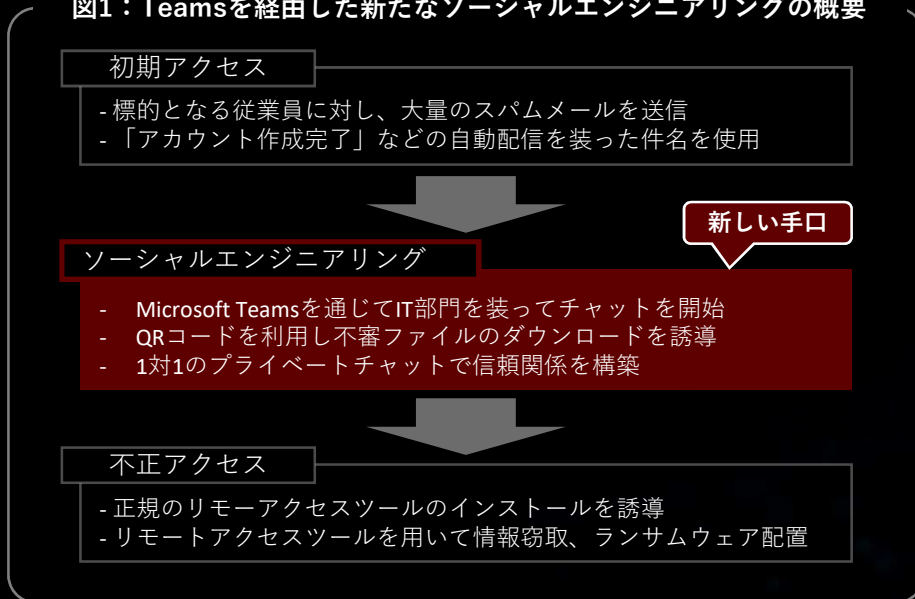 図1：Teamsを経由した新たなソーシャルエンジニアリングの概要
初期アクセス
- 標的となる従業員に対し、大量のスパムメールを送信
- 「アカウント作成完了」などの自動配信を装った件名を使用
新しい手口
ソーシャルエンジニアリング
- Microsoft Teamsを通じてIT部門を装ってチャットを開始
- QRコードを利用し不審ファイルのダウンロードを誘導
- 1対1のプライベートチャットで信頼関係を構築
不正アクセス
- 正規のリモーアクセスツールのインストールを誘導
- リモートアクセスツールを用いて情報窃取、ランサムウェア配置